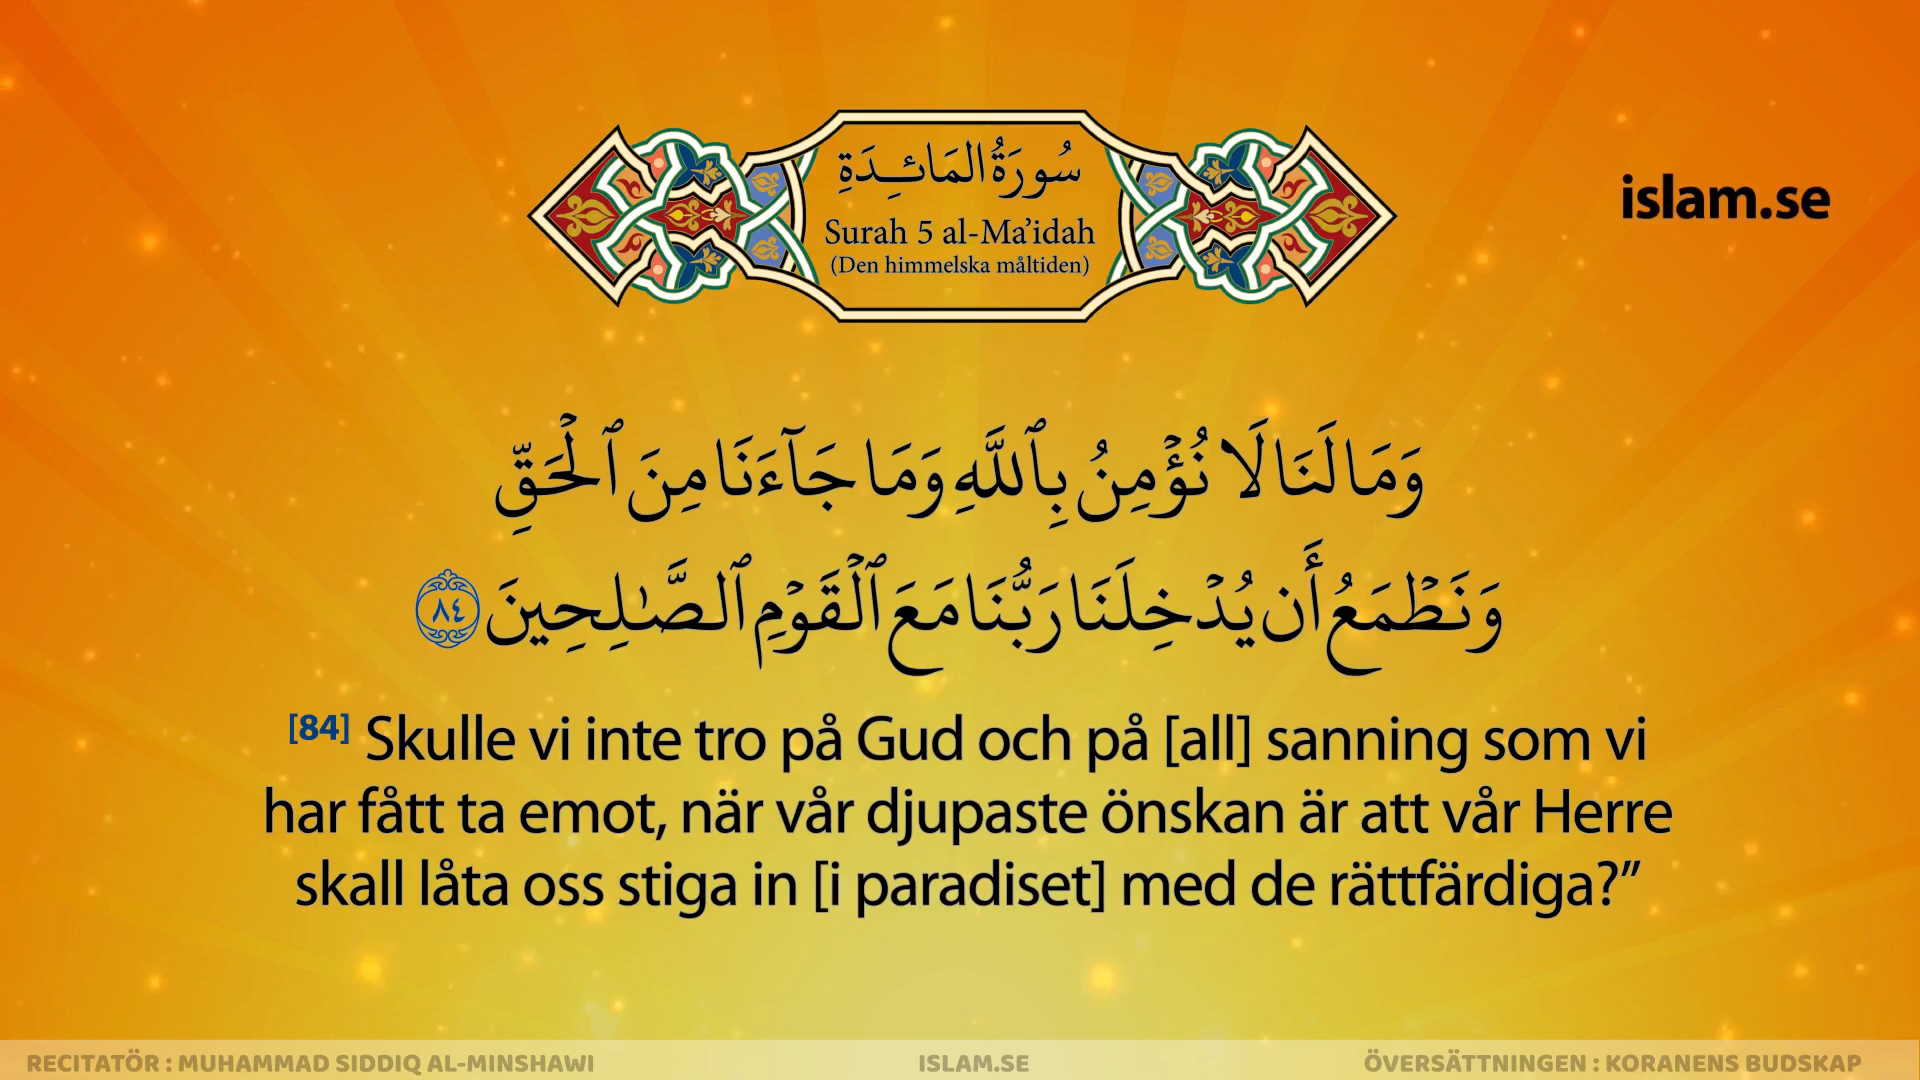 سُورَةُ المَائِدَةِ
Surah 5 al-Ma’idah
(Den himmelska måltiden)
islam.se
وَمَا لَنَا لَا نُؤۡمِنُ بِٱللَّهِ وَمَا جَآءَنَا مِنَ ٱلۡحَقِّ
وَنَطۡمَعُ أَن يُدۡخِلَنَا رَبُّنَا مَعَ ٱلۡقَوۡمِ ٱلصَّـٰلِحِينَ ٨٤
[84] Skulle vi inte tro på Gud och på [all] sanning som vi
har fått ta emot, när vår djupaste önskan är att vår Herre
skall låta oss stiga in [i paradiset] med de rättfärdiga?”
RECITATÖR : MUHAMMAD SIDDIQ AL-MINSHAWI
ISLAM.SE
ÖVERSÄTTNINGEN : KORANENS BUDSKAP